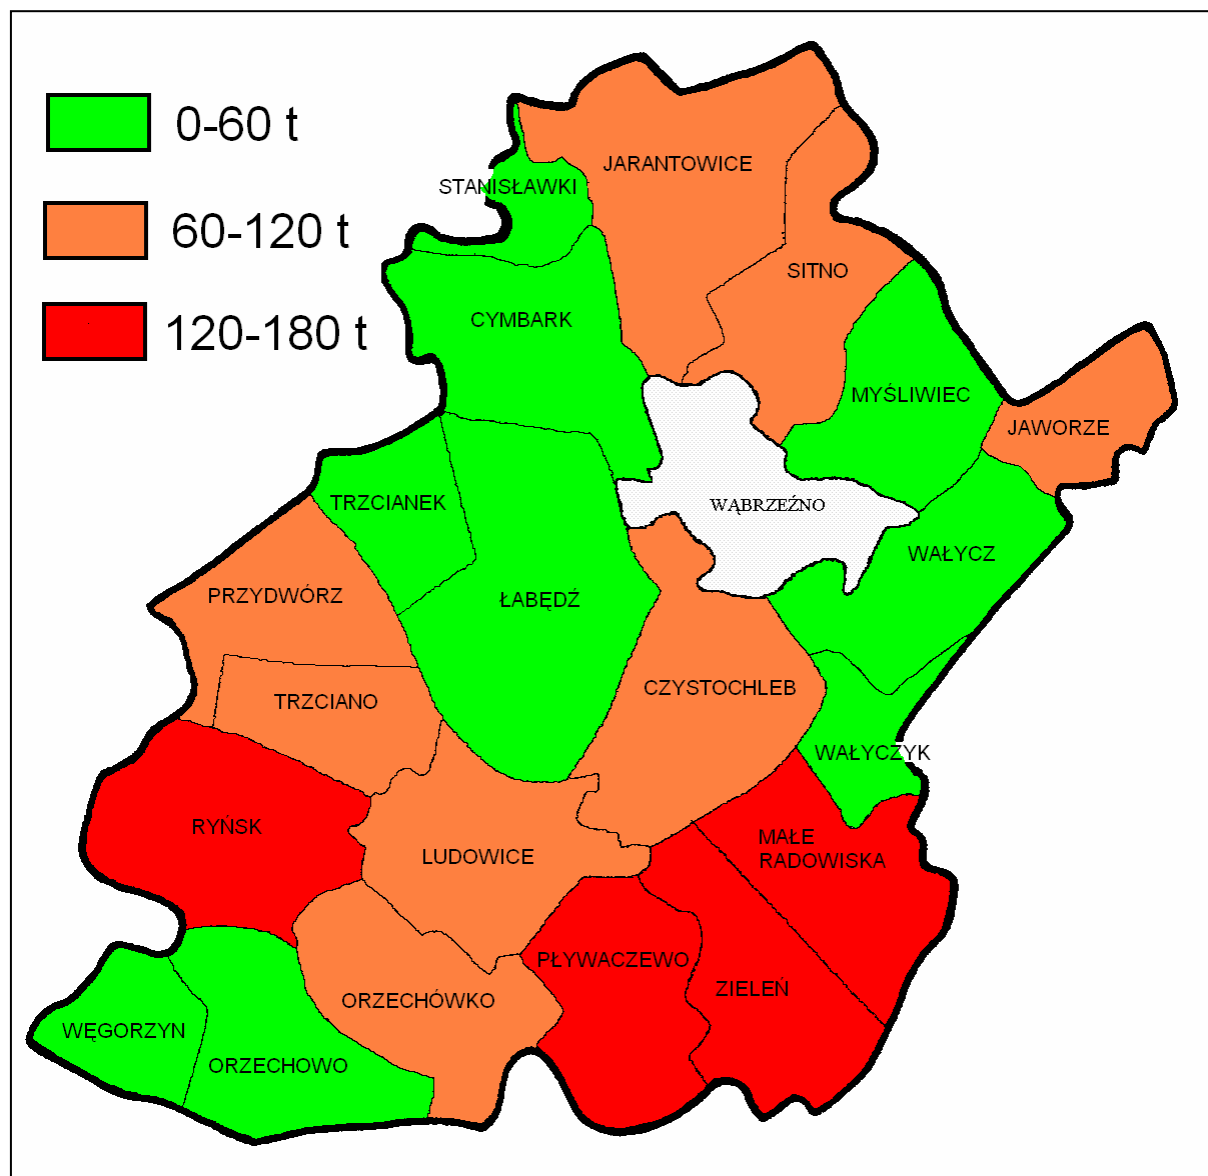 0-60 t
60-120 t
120-180 t
JARANTOWICE
STANISŁAWKI
SITNO
CYMBARK
MYŚLIWIEC
JAWORZE
TRZCIANEK
WĄBRZEŹNO
WAŁYCZ
PRZYDWÓRZ
ŁABĘDŹ
CZYSTOCHLEB
TRZCIANO
WAŁYCZYK
RYŃSK
MAŁE
RADOWISKA
LUDOWICE
PŁYWACZEWO
ZIELEŃ
ORZECHÓWKO
WĘGORZYN
ORZECHOWO